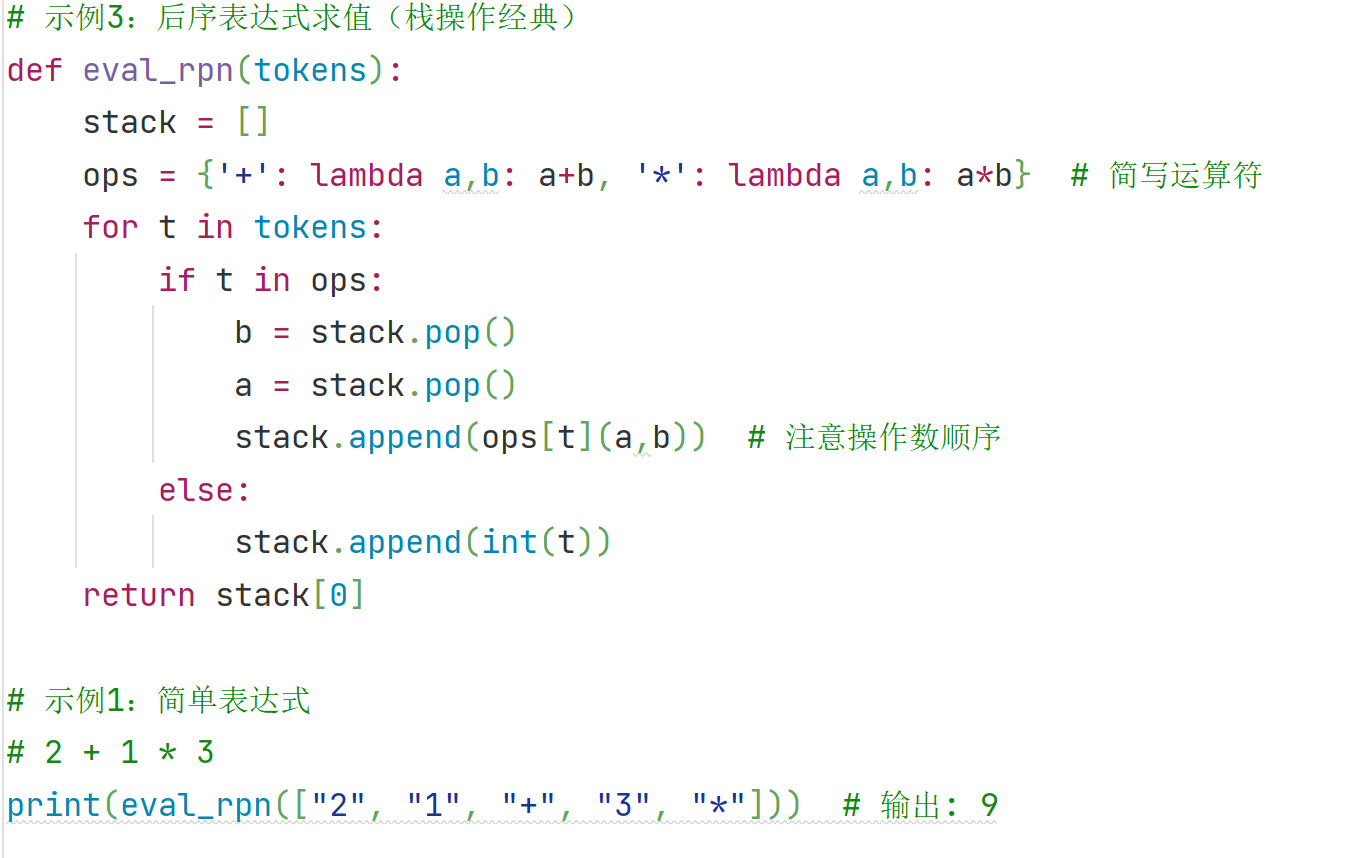 # 示例3：后序表达式求值（栈操作经典）
def eval_rpn(tokens):
    stack = []
    ops = {'+': lambda a,b: a+b, '*': lambda a,b: a*b}  # 简写运算符
    for t in tokens:
        if t in ops:
            b = stack.pop()
            a = stack.pop()
            stack.append(ops[t](a,b))  # 注意操作数顺序
        else:
            stack.append(int(t))
    return stack[0]

# 示例1：简单表达式
# 2 + 1 * 3
print(eval_rpn(["2", "1", "+", "3", "*"]))  # 输出: 9